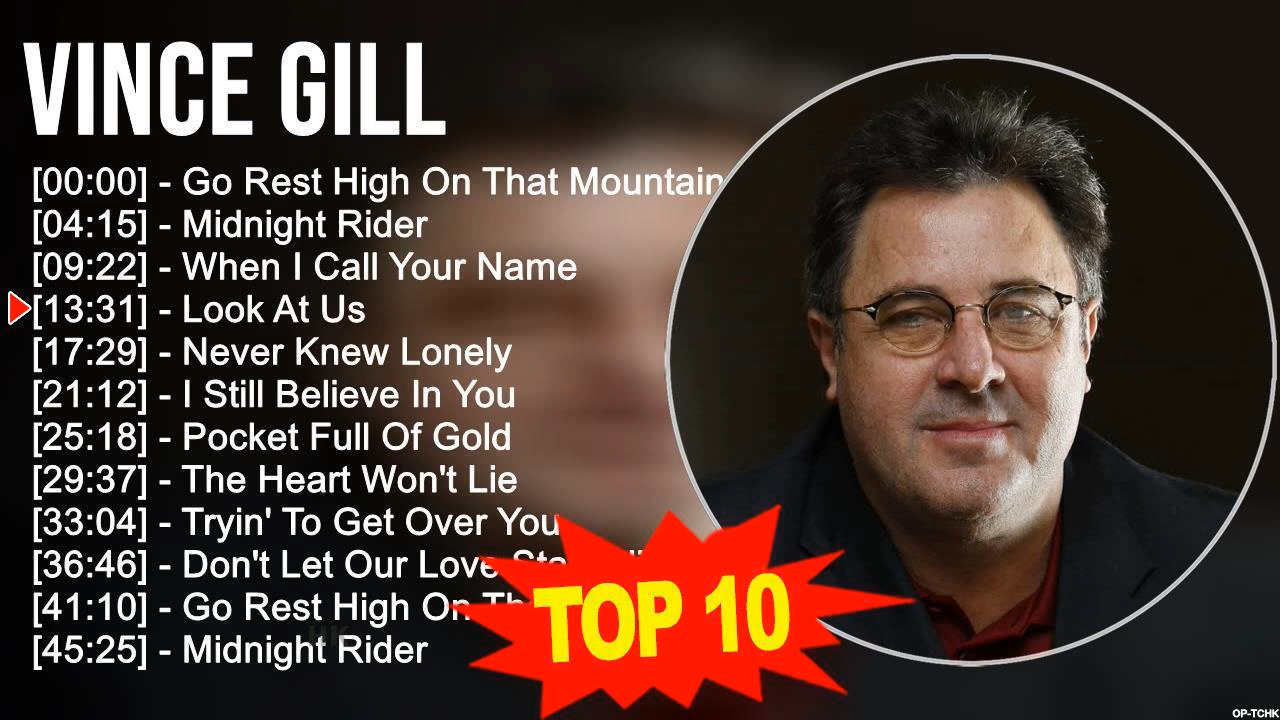 VINCE GILL
[00:00] - Go Rest High On That Mountain
[04:15] - Midnight Rider
[09:22] - When I Call Your Name
[13:31] - Look At Us
[17:29] - Never Knew Lonely
[21:12] - I Still Believe In You
[25:18] - Pocket Full Of Gold
[29:37] - The Heart Won't Lie
[33:04] - Tryin' To Get Over You
[36:46] - Don't Let Our Love
[41:10] - Go Rest High On
[45:25] - Midnight Rider
TOP 10
OP-TCHK